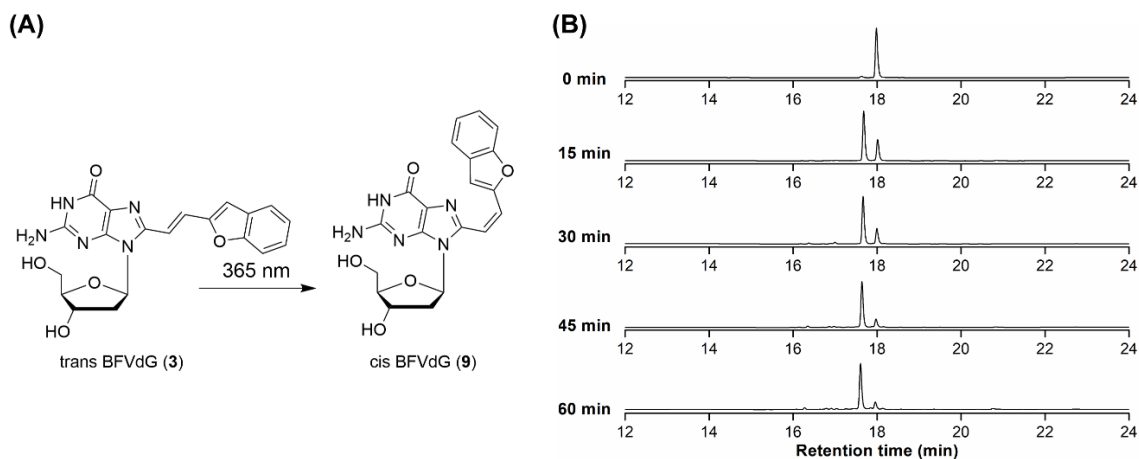 (A)
O
NH
N
H₂N
N
N
O
HO
O
HO
trans BFVdG (3)
365 nm
O
O
NH
N
H₂N
N
N
HO
O
HO
cis BFVdG (9)
(B)
0 min
12 14 16 18 20 22 24
15 min
12 14 16 18 20 22 24
30 min
12 14 16 18 20 22 24
45 min
12 14 16 18 20 22 24
60 min
12 14 16 18 20 22 24
Retention time (min)